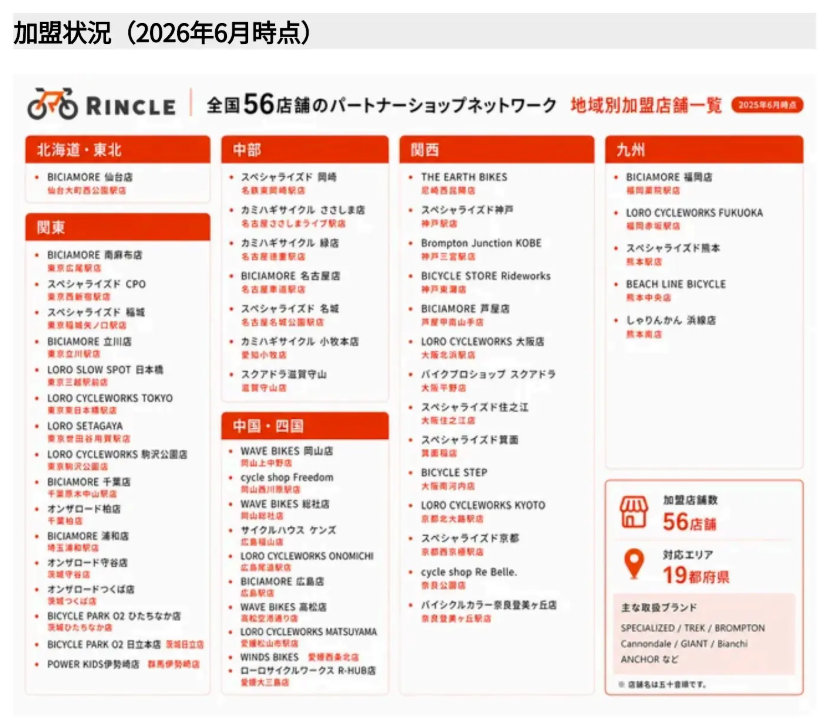 加盟状況（2026年6月時点）
RINCLE
全国56店舗のパートナーショップネットワーク 地域別加盟店舗一覧 2025年6月時点
北海道・東北
• BICIAMORE 仙台店
仙台大町西公園駅店
関東
• BICIAMORE 南麻布店
東京広尾駅店
• スペシャライズド CPO
東京西新宿駅店
• スペシャライズド 稲城
東京稲城矢ノ口駅店
• BICIAMORE 立川店
東京立川駅店
• LORO SLOW SPOT 日本橋
東京三越駅前店
• LORO CYCLEWORKS TOKYO
東京東日本橋駅店
• LORO SETAGAYA
東京世田谷用賀駅店
• LORO CYCLEWORKS 駒沢公園店
東京駒沢公園店
• BICIAMORE 千葉店
千葉原木中山駅店
• オンザロード柏店
千葉柏店
• BICIAMORE 浦和店
埼玉浦和駅店
• オンザロード守谷店
茨城守谷店
• オンザロードつくば店
茨城つくば店
• BICYCLE PARK O2 ひたちなか店
茨城ひたちなか店
• BICYCLE PARK O2 日立本店 茨城日立店
• POWER KIDS伊勢崎店 群馬伊勢崎店
中部
• スペシャライズド 岡崎
名鉄東岡崎駅店
• カミハギサイクル ささしま店
名古屋ささしまライブ駅店
• カミハギサイクル 緑店
名古屋徳重駅店
• BICIAMORE 名古屋店
名古屋車道駅店
• スペシャライズド 名城
名古屋名城公園駅店
• カミハギサイクル 小牧本店
愛知小牧店
• スクアドラ滋賀守山
滋賀守山店
中国・四国
• WAVE BIKES 岡山店
岡山上中野店
• cycle shop Freedom
岡山西川原駅店
• WAVE BIKES 総社店
岡山総社店
• サイクルハウス ケンズ
広島福山店
• LORO CYCLEWORKS ONOMICHI
広島尾道駅店
• BICIAMORE 広島店
広島駅店
• WAVE BIKES 高松店
高松空港通り店
• LORO CYCLEWORKS MATSUYAMA
愛媛松山市駅店
• WINDS BIKES 愛媛西条北店
• ローロサイクルワークス R-HUB店
愛媛大三島店
関西
• THE EARTH BIKES
尼崎西昆陽店
• スペシャライズド神戸
神戸駅店
• Brompton Junction KOBE
神戸三宮駅店
• BICYCLE STORE Rideworks
神戸東灘店
• BICIAMORE 芦屋店
芦屋甲南山手店
• LORO CYCLEWORKS 大阪店
大阪北浜駅店
• バイクプロショップ スクアドラ
大阪平野店
• スペシャライズド住之江
大阪住之江店
• スペシャライズド箕面
箕面稲店
• BICYCLE STEP
大阪南河内店
• LORO CYCLEWORKS KYOTO
京都北大路駅店
• スペシャライズド京都
京都西京極駅店
• cycle shop Re Belle.
奈良公園店
• バイシクルカラー奈良登美ヶ丘店
奈良登美ヶ丘駅店
九州
• BICIAMORE 福岡店
福岡薬院駅店
• LORO CYCLEWORKS FUKUOKA
福岡赤坂駅店
• スペシャライズド熊本
熊本駅店
• BEACH LINE BICYCLE
熊本中央店
• しゃりんかん 浜線店
熊本南店
加盟店舗数
56店舗
対応エリア
19都府県
主な取扱ブランド
SPECIALIZED / TREK / BROMPTON
Cannondale / GIANT / Bianchi
ANCHOR など
※ 店舗名は五十音順です。